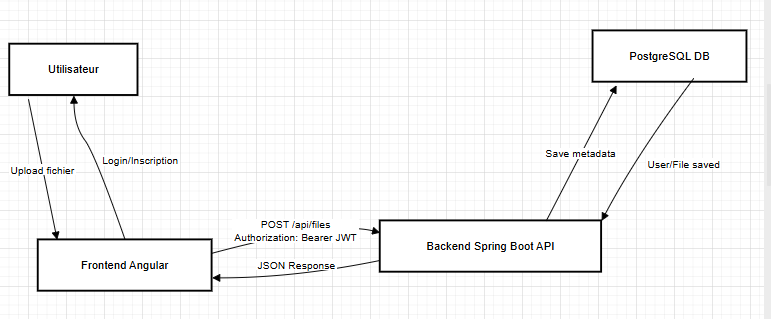 PostgreSQL DB
Utilisateur
Save metadata
Login/Inscription
User/File saved
Upload fichier
POST /api/files
Authorization: Bearer JWT
Backend Spring Boot API
Frontend Angular
JSON Response